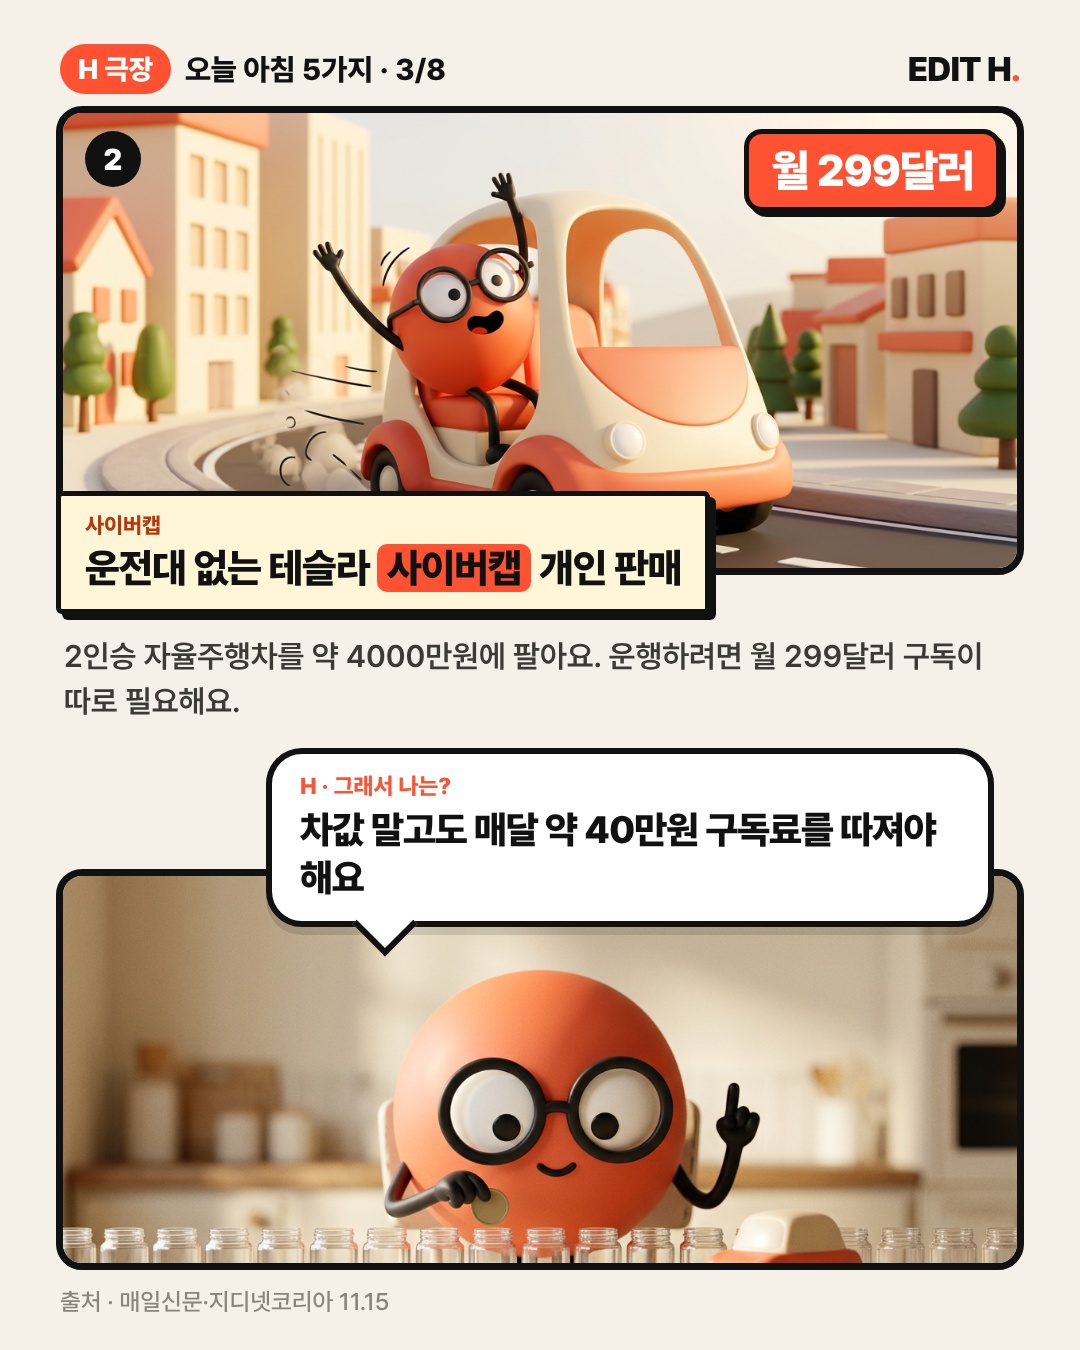 H 극장 오늘 아침 5가지 · 3/8
EDIT H.
2
월 299달러
사이버캡
운전대 없는 테슬라 사이버캡 개인 판매
2인승 자율주행차를 약 4000만원에 팔아요. 운행하려면 월 299달러 구독이
따로 필요해요.
H · 그래서 나는?
차값 말고도 매달 약 40만원 구독료를 따져야
해요
출처 · 매일신문·지디넷코리아 11.15